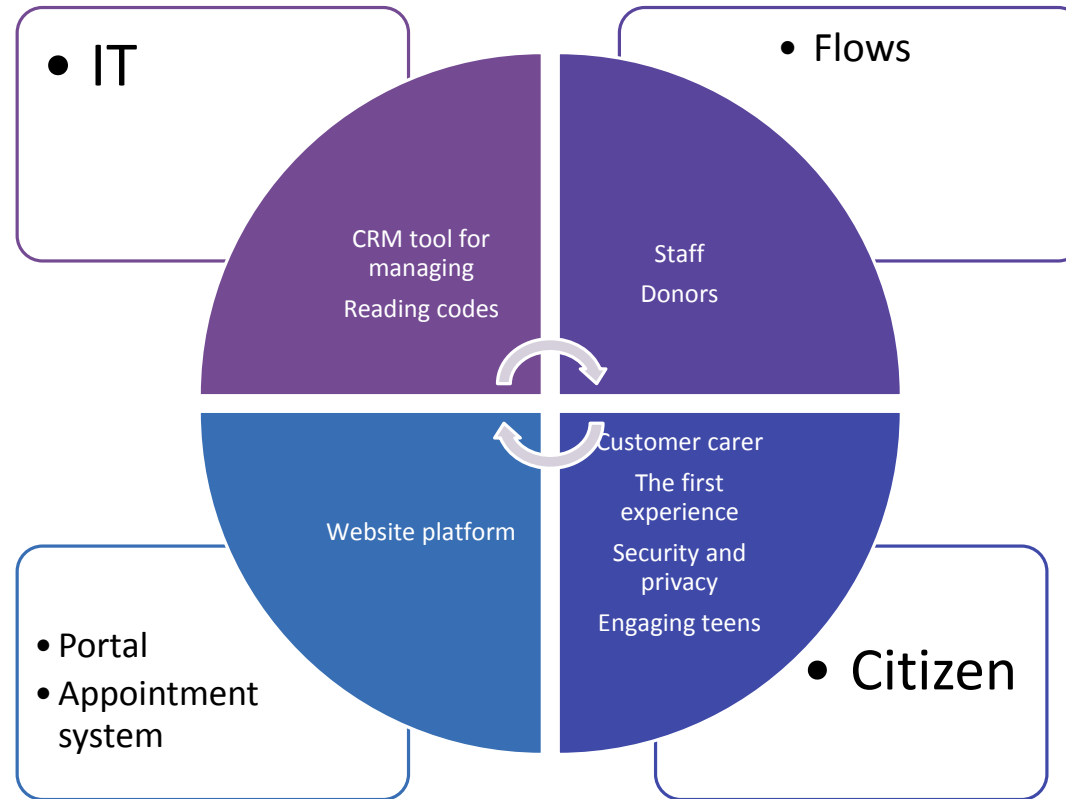 • IT
• Flows
CRM tool for
managing
Reading codes
Staff
Donors
Website platform
Customer carer
The first
experience
Security and
privacy
Engaging teens
• Portal
• Appointment
system
• Citizen